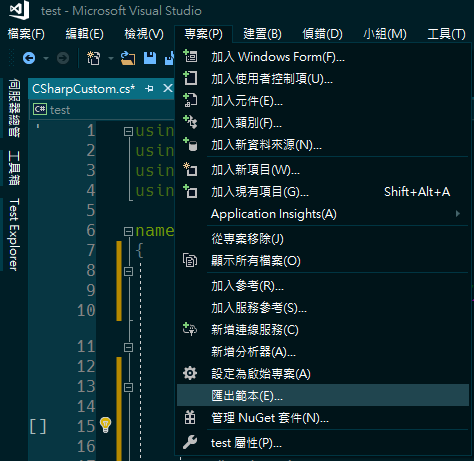 test - Microsoft Visual Studio
檔案(F) 編輯(E) 檢視(V) 專案(P) 建置(B) 偵錯(D) 小組(M) 工具(T)
加入 Windows Form(F)...
加入使用者控制項(U)...
加入元件(E)...
加入類別(F)...
加入新資料來源(N)...
加入新項目(W)...
加入現有項目(G)... Shift+Alt+A
Application Insights(A)
從專案移除(J)
顯示所有檔案(O)
加入參考(R)...
加入服務參考(S)...
新增連線服務(C)
新增分析器(A)...
設定為啟始專案(A)
匯出範本(E)...
管理 NuGet 套件(N)...
test 屬性(P)...
伺服器總管
工具箱
Test Explorer
CSharpCustom.cs*
C# test
1 usin
2 usin
3 usin
4 usin
5
6 name
7 {
8
9
10
11
12
13
14
15
16
17